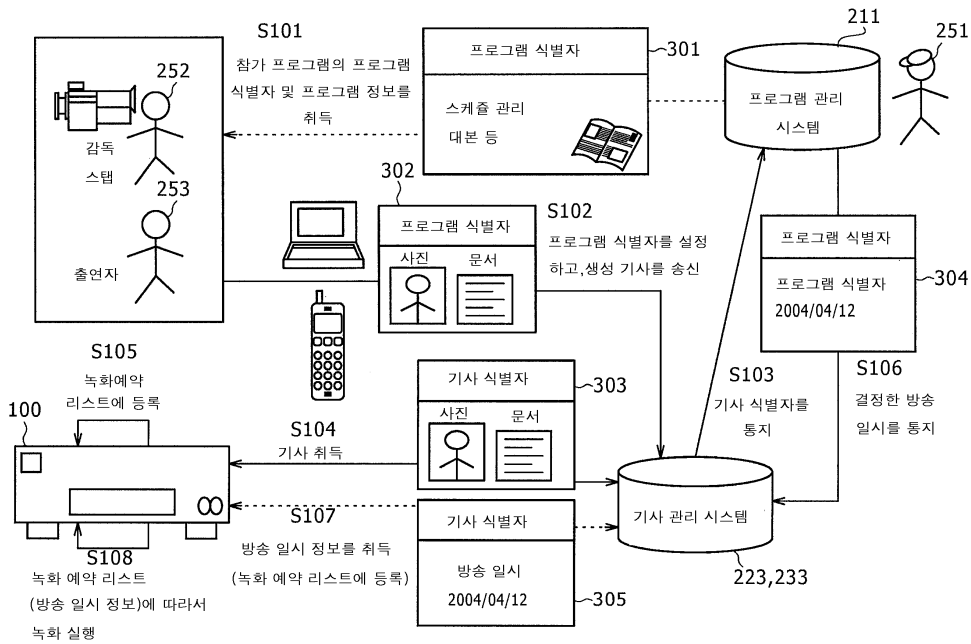 S101
참가 프로그램의 프로그램
식별자 및 프로그램 정보를
취득
252
감독
스탭
253
출연자
프로그램 식별자
301
스케쥴 관리
대본 등
211
프로그램 관리
시스템
251
302
프로그램 식별자
사진
문서
S102
프로그램 식별자를 설정
하고,생성 기사를 송신
프로그램 식별자
304
프로그램 식별자
2004/04/12
S105
녹화예약
리스트에 등록
100
S104
기사 취득
기사 식별자
303
사진
문서
S103
기사 식별자를
통지
S106
결정한 방송
일시를 통지
S107
방송 일시 정보를 취득
(녹화 예약 리스트에 등록)
기사 식별자
방송 일시
2004/04/12
305
기사 관리 시스템
223,233
S108
녹화 예약 리스트
(방송 일시 정보)에 따라서
녹화 실행